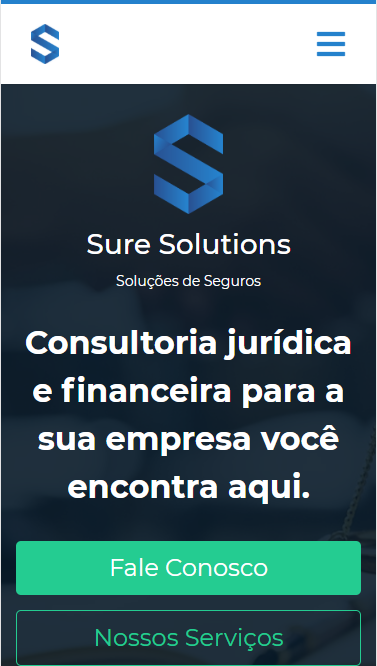 Sure Solutions
Soluções de Seguros
Consultoria jurídica
e financeira para a
sua empresa você
encontra aqui.
Fale Conosco
Nossos Serviços